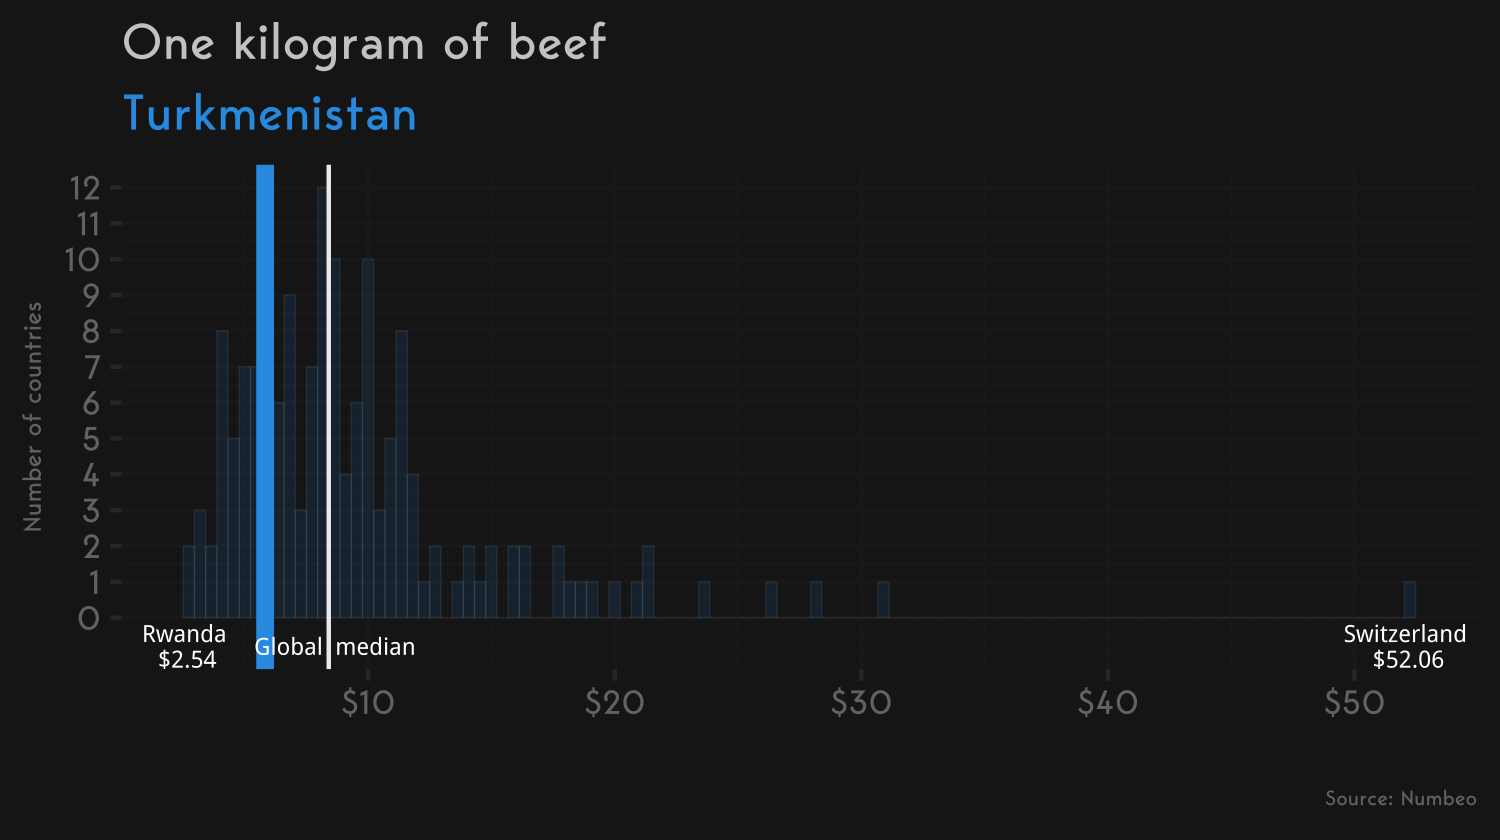 One kilogram of beef
Turkmenistan
Number of countries
12
11
10
9
8
7
6
5
4
3
2
1
0
Rwanda
$2.54
Global median
Switzerland
$52.06
$10 $20 $30 $40 $50
Source: Numbeo